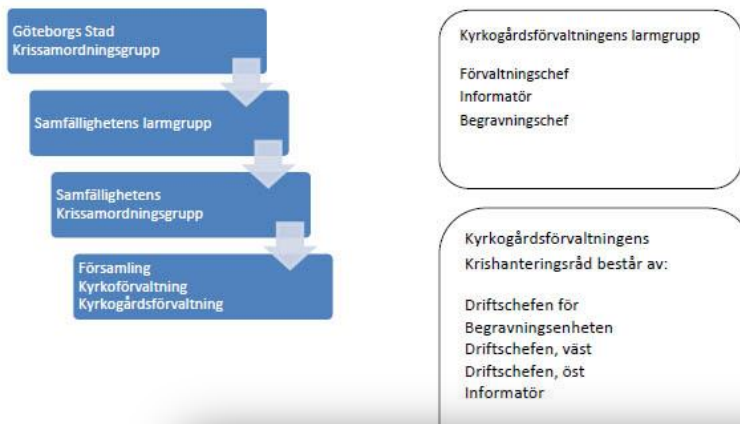 Göteborgs Stad
Krissamordningsgrupp
Samfällighetens larmgrupp
Samfällighetens
Krissamordningsgrupp
Församling
Kyrkoförvaltning
Kyrkogårdsförvaltning
Kyrkogårdsförvaltningens larmgrupp
Förvaltningschef
Informatör
Begravningschef
Kyrkogårdsförvaltningens
Krishanteringsråd består av:
Driftschefen för
Begravningsenheten
Driftschefen, väst
Driftschefen, öst
Informatör